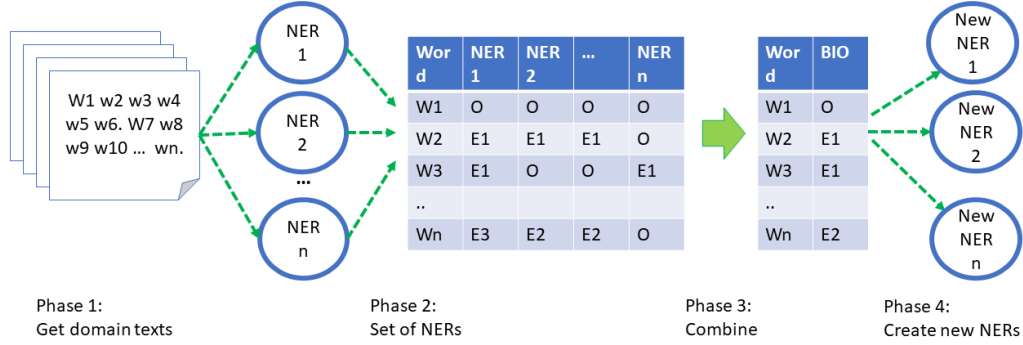 W1 w2 w3 w4
w5 w6. W7 w8
w9 w10 ... wn.
NER
1
NER
2
...
NER
n
Wor
d
NER
1
NER
2
...
NER
n
W1 O O O O
W2 E1 E1 E1 O
W3 E1 O O E1
..
Wn E3 E2 E2 O
Wor
d
BIO
W1 O
W2 E1
W3 E1
..
Wn E2
New
NER
1
New
NER
2
New
NER
n
Phase 1:
Get domain texts
Phase 2:
Set of NERs
Phase 3:
Combine
Phase 4:
Create new NERs